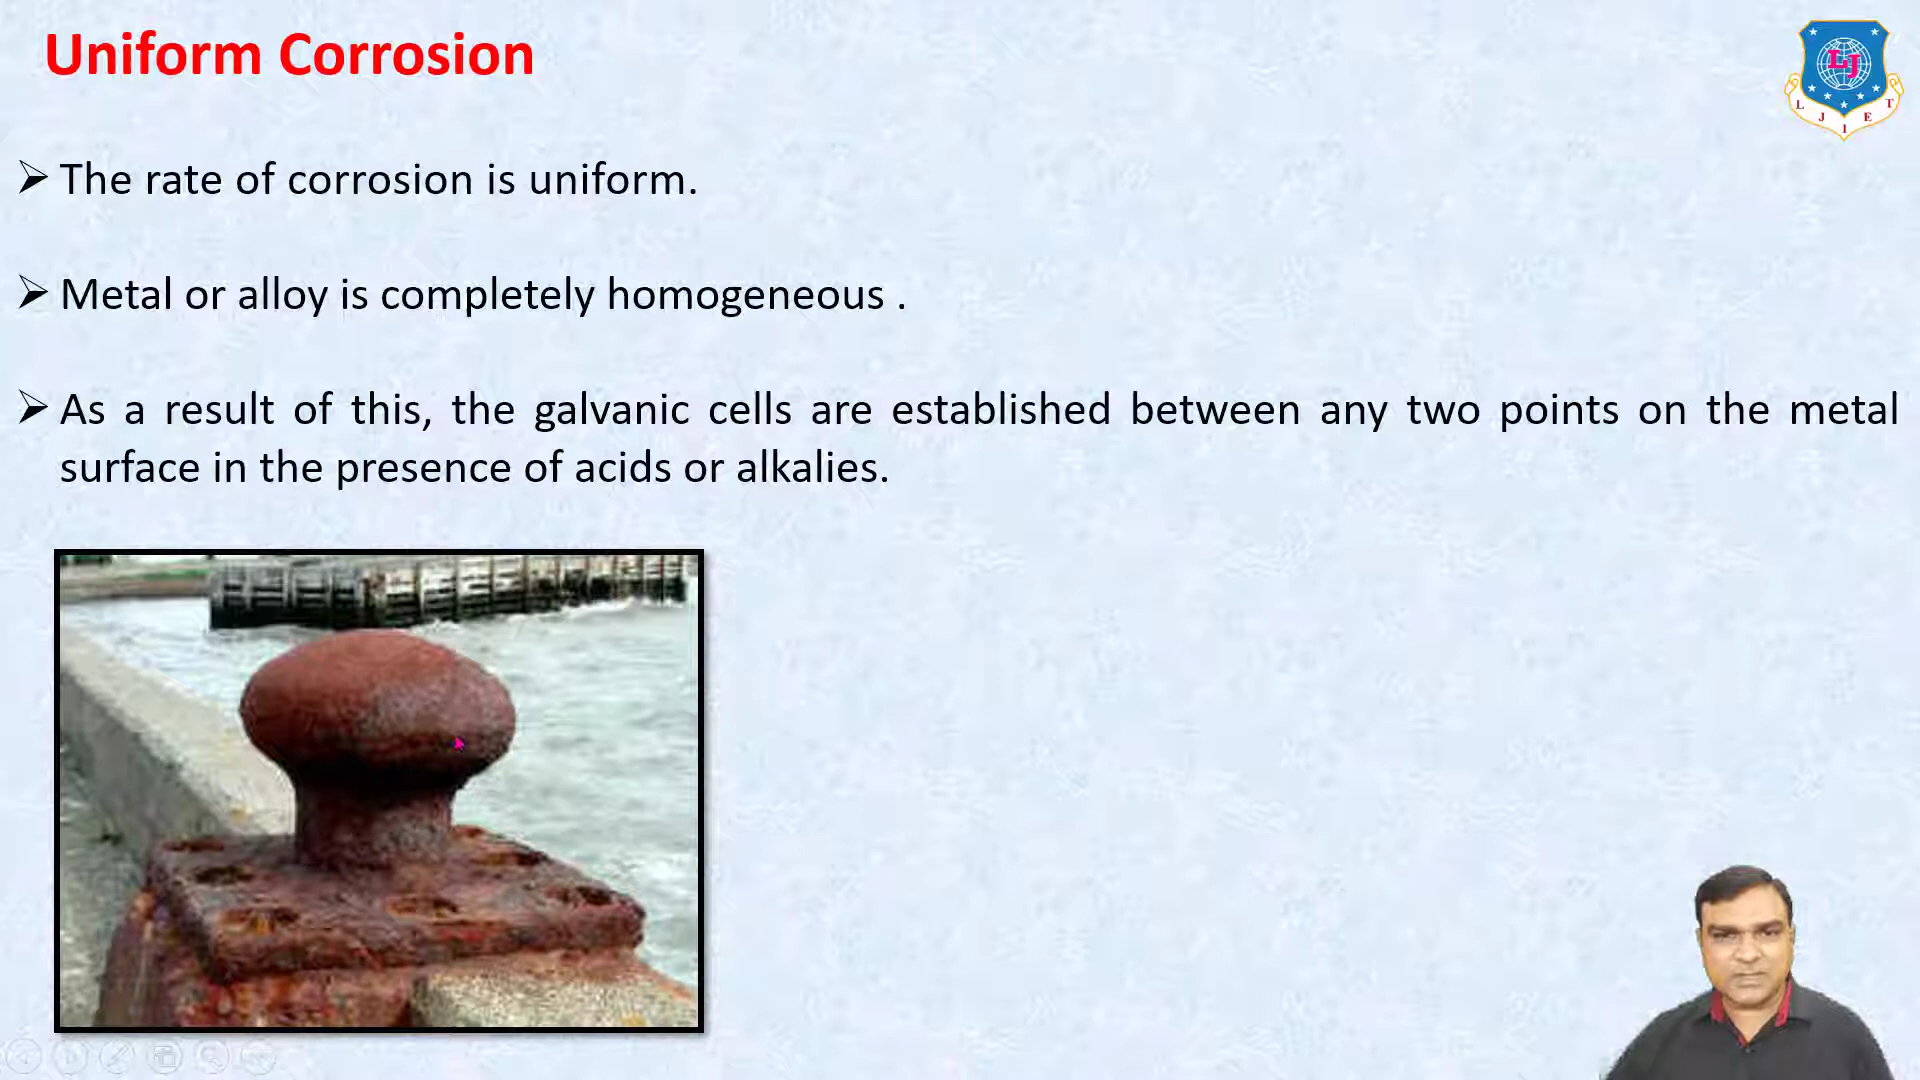 Uniform Corrosion
LJ
L J I E T
➢ The rate of corrosion is uniform.
➢ Metal or alloy is completely homogeneous .
➢ As a result of this, the galvanic cells are established between any two points on the metal
surface in the presence of acids or alkalies.